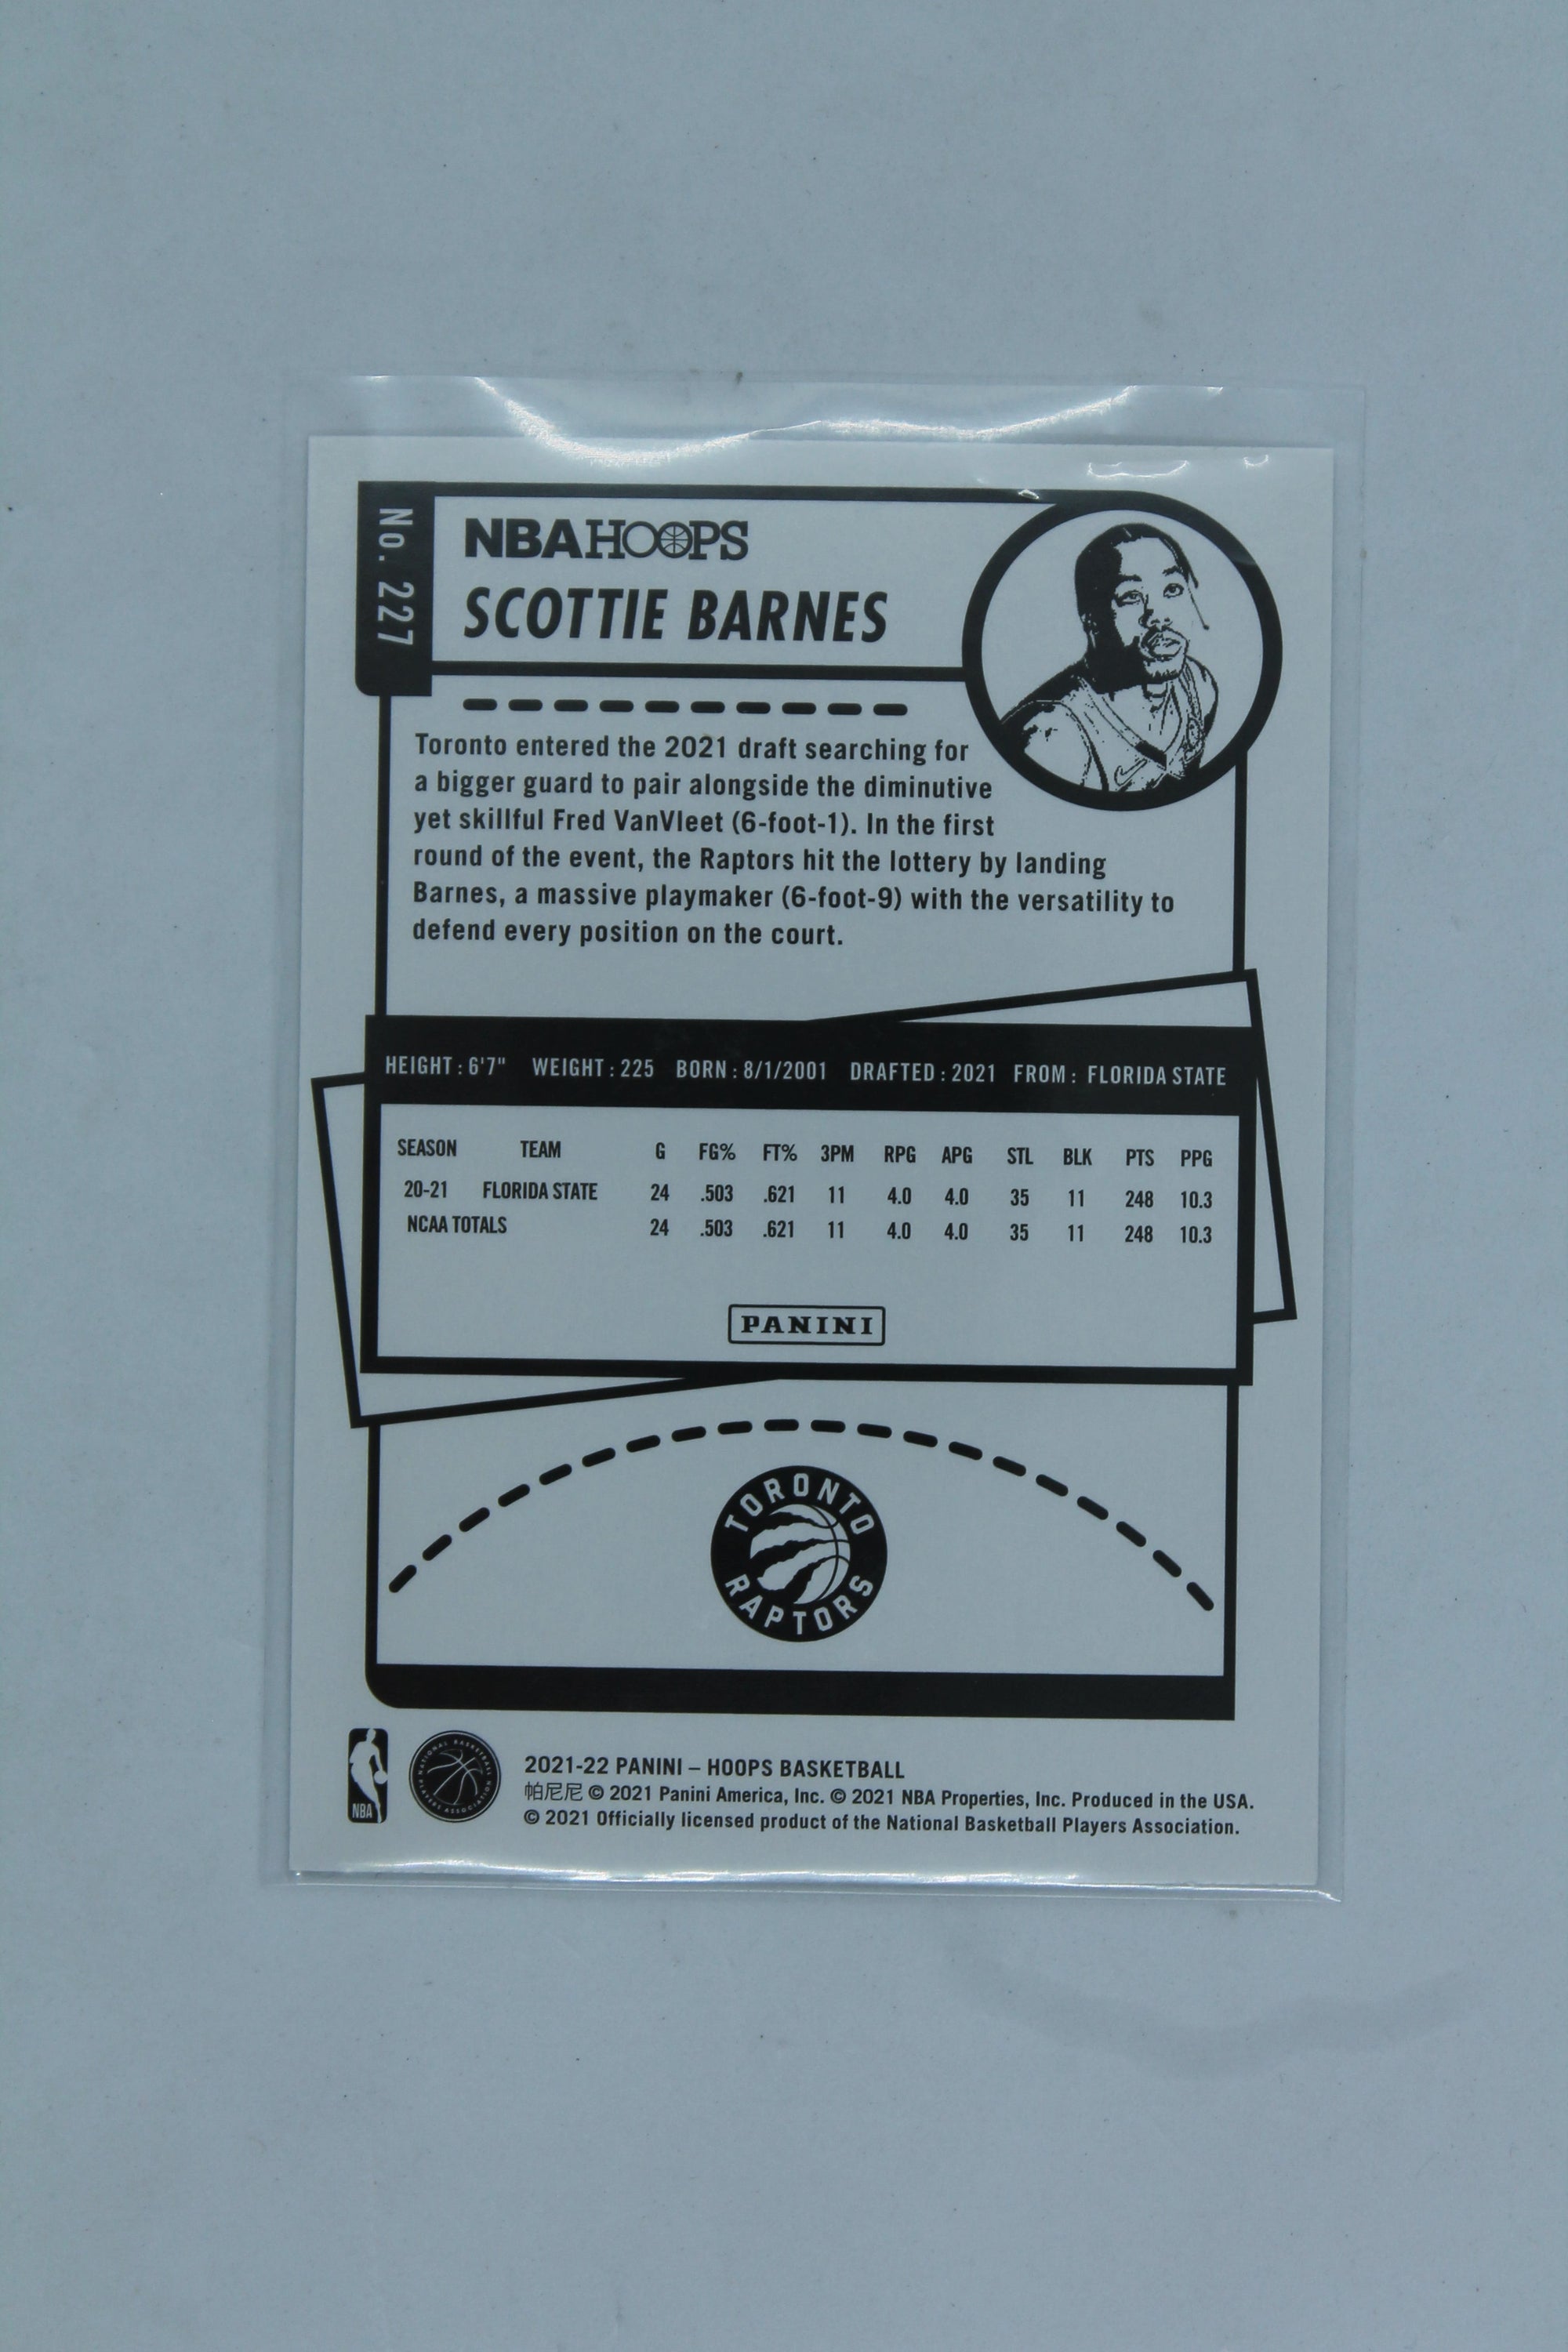 No. 227
NBA HOOPS
SCOTTIE BARNES
Toronto entered the 2021 draft searching for
a bigger guard to pair alongside the diminutive
yet skillful Fred VanVleet (6-foot-1). In the first
round of the event, the Raptors hit the lottery by landing
Barnes, a massive playmaker (6-foot-9) with the versatility to
defend every position on the court.
HEIGHT : 6'7" WEIGHT : 225 BORN : 8/1/2001 DRAFTED : 2021 FROM : FLORIDA STATE
SEASON TEAM G FG% FT% 3PM RPG APG STL BLK PTS PPG
20-21 FLORIDA STATE 24 .503 .621 11 4.0 4.0 35 11 248 10.3
NCAA TOTALS 24 .503 .621 11 4.0 4.0 35 11 248 10.3
PANINI
TORONTO
RAPTORS
NBA
NATIONAL BASKETBALL
PLAYERS ASSOCIATION
2021-22 PANINI – HOOPS BASKETBALL
帕尼尼 © 2021 Panini America, Inc. © 2021 NBA Properties, Inc. Produced in the USA.
© 2021 Officially licensed product of the National Basketball Players Association.